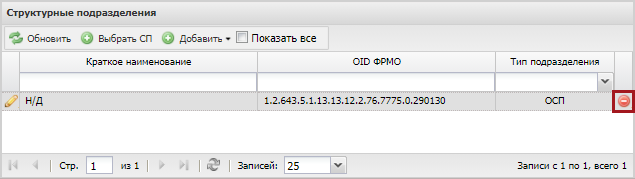 Структурные подразделения
Обновить Выбрать СП Добавить Показать все
Краткое наименование OID ФРМО Тип подразделения
Н/Д 1.2.643.5.1.13.13.12.2.76.7775.0.290130 ОСП
Стр. 1 из 1 Записей: 25 Записи с 1 по 1, всего 1